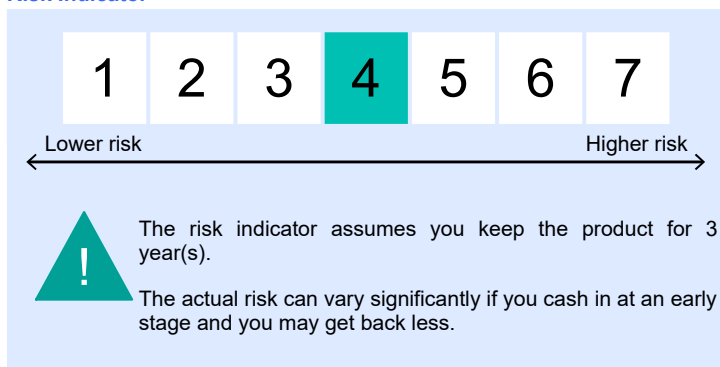 Risk Indicator
1 2 3 4 5 6 7
Lower risk Higher risk
!
The risk indicator assumes you keep the product for 3
year(s).
The actual risk can vary significantly if you cash in at an early
stage and you may get back less.